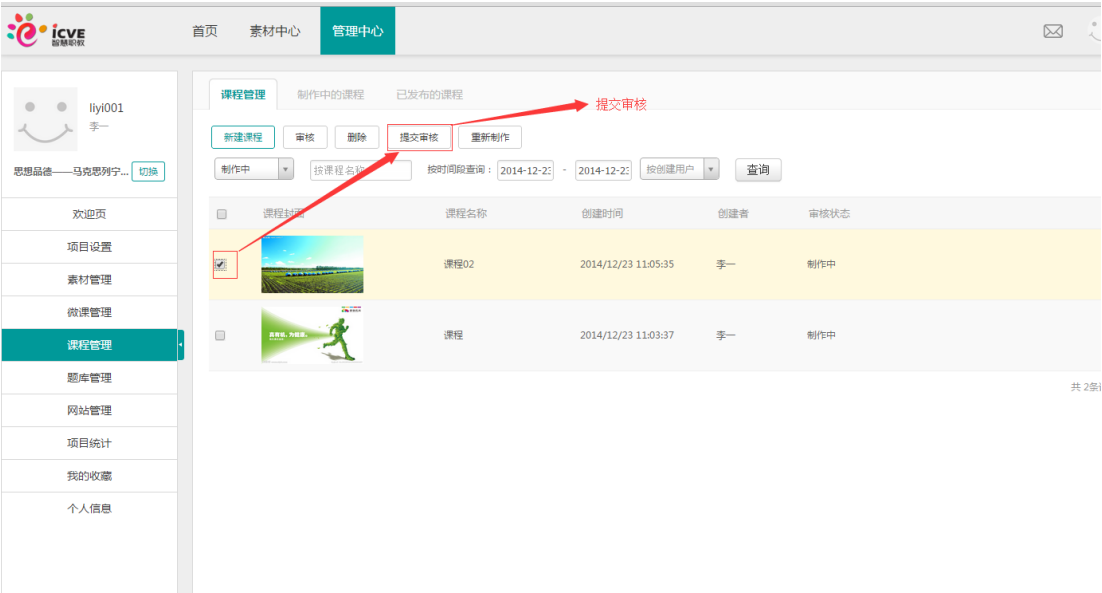 icve
智慧职教
首页 素材中心 管理中心
liyi001
李一
思想品德——马克思列宁... 切换
欢迎页
项目设置
素材管理
微课管理
课程管理
题库管理
网站管理
项目统计
我的收藏
个人信息
课程管理 制作中的课程 已发布的课程
提交审核
新建课程 审核 删除 提交审核 重新制作
制作中 按课程名称 按时间段查询： 2014-12-23 - 2014-12-23 按创建用户 查询
课程封面 课程名称 创建时间 创建者 审核状态
课程02 2014/12/23 11:05:35 李一 制作中
课程 2014/12/23 11:03:37 李一 制作中
共 2条